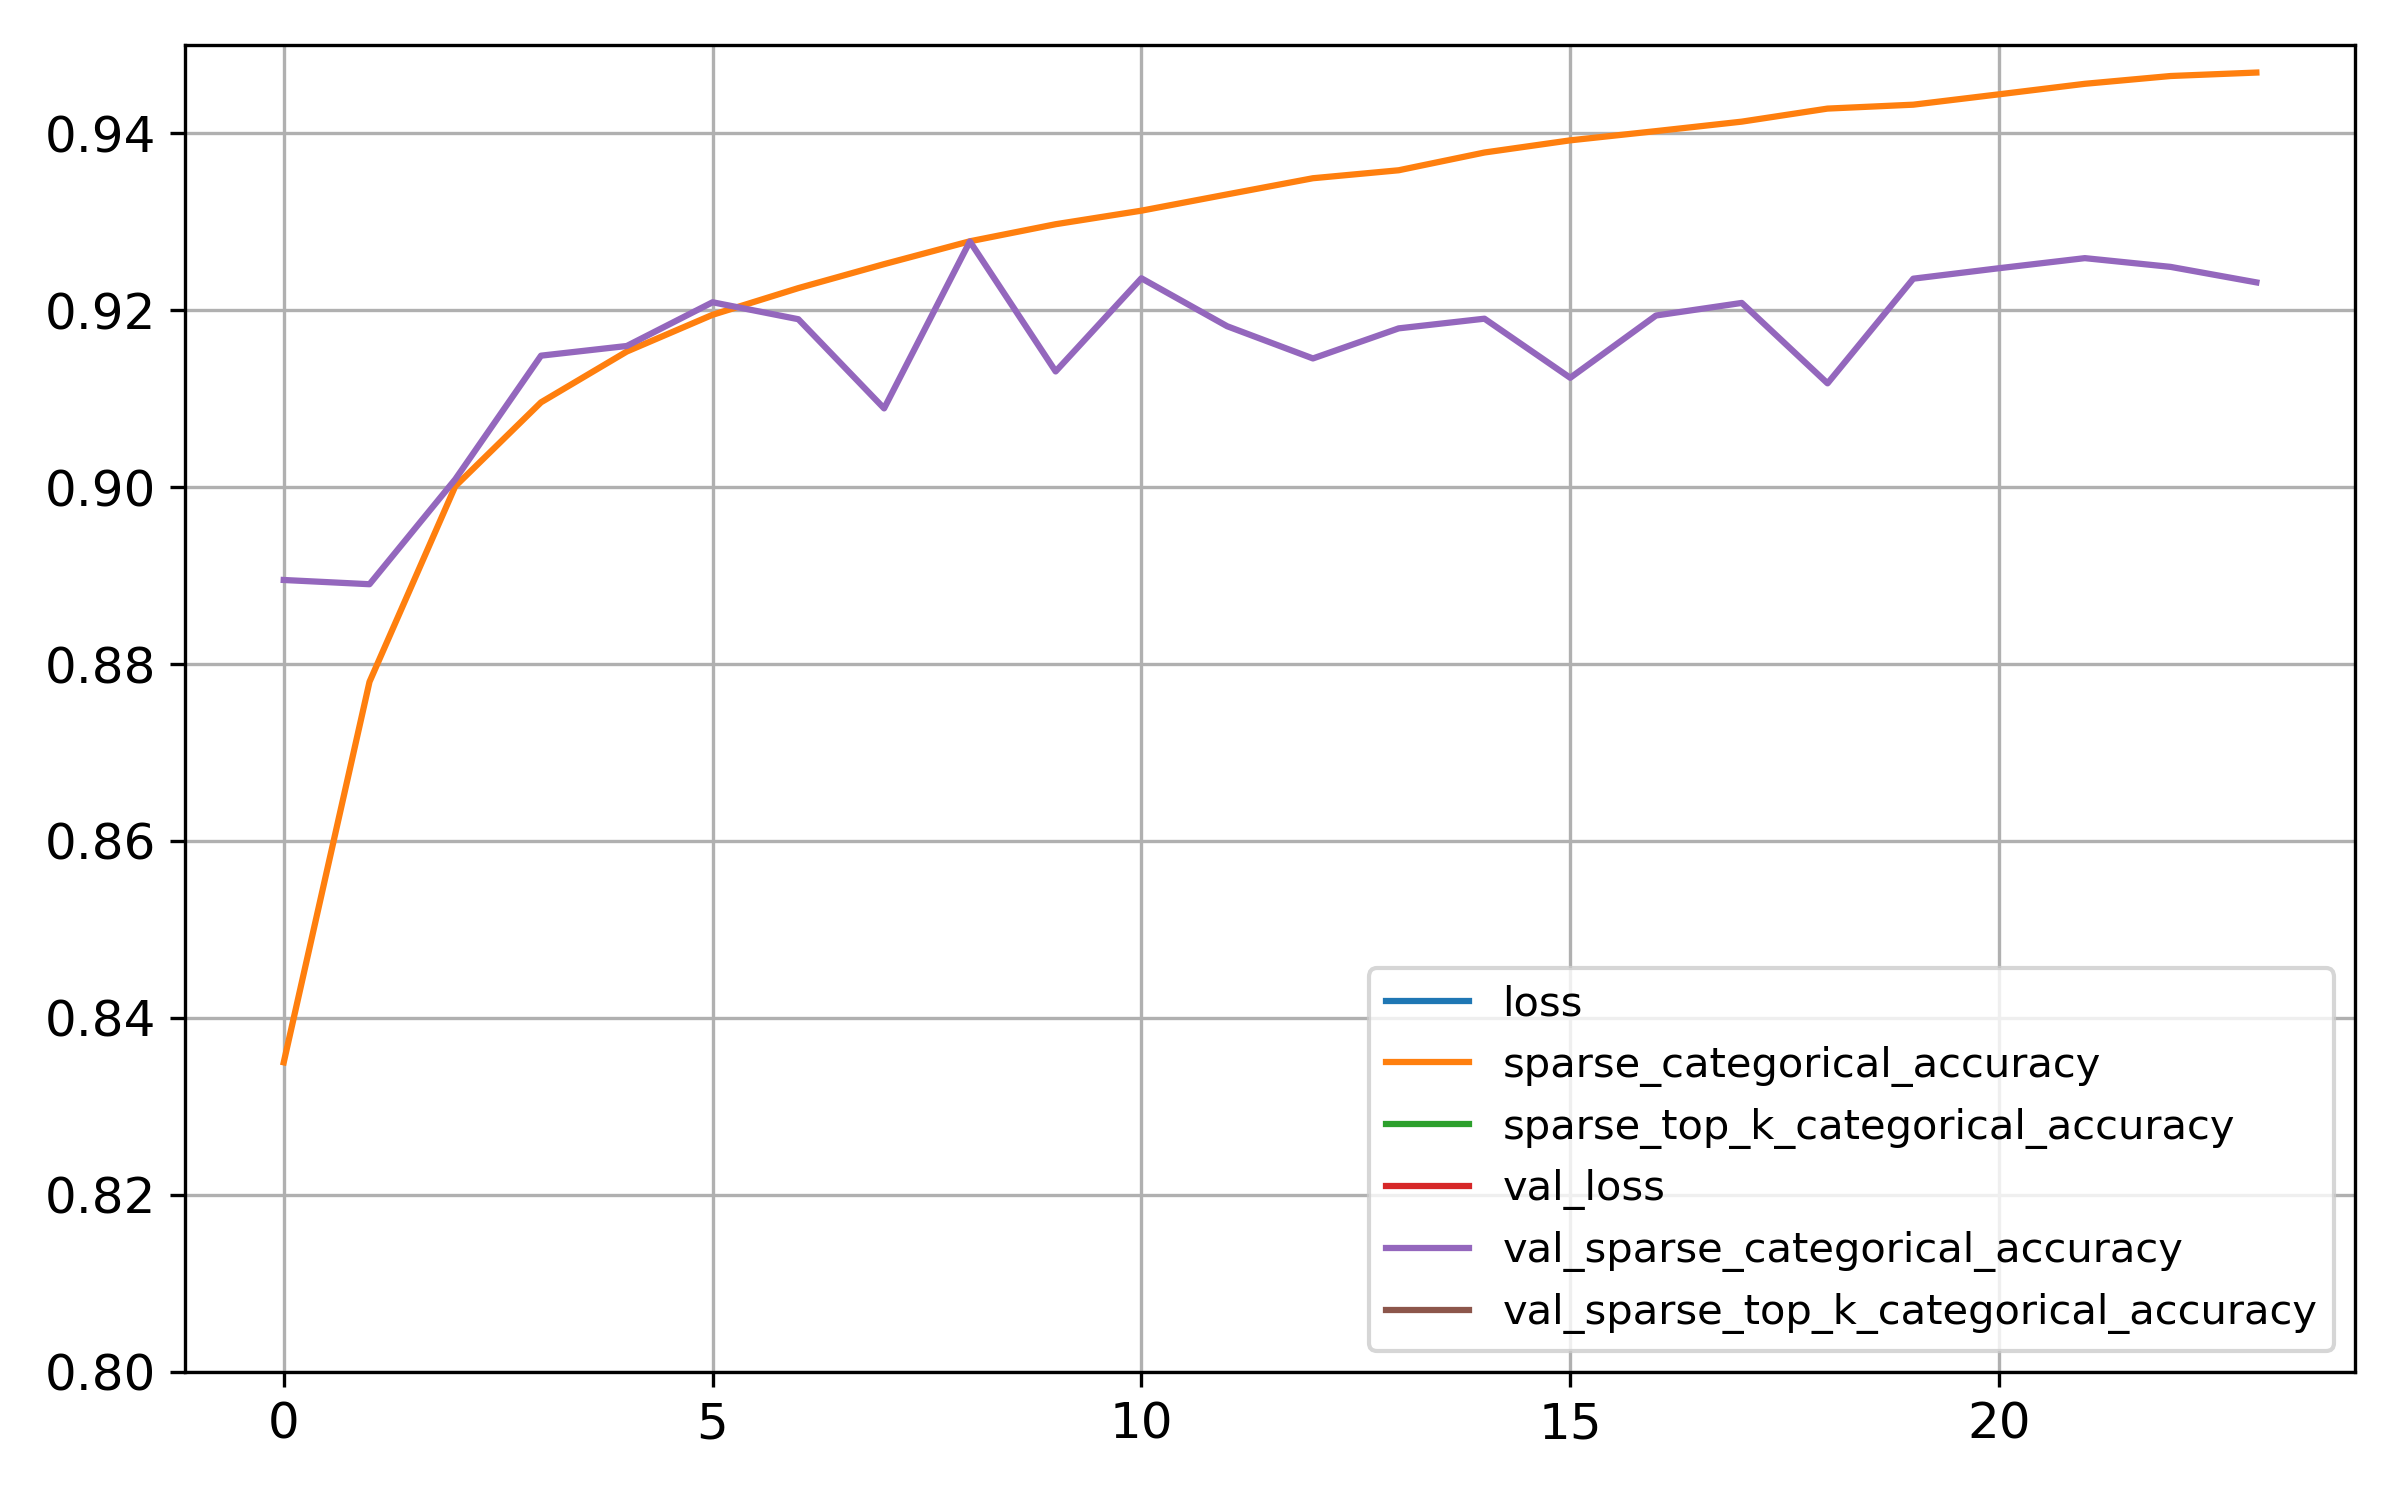 0.94
0.92
0.90
0.88
0.86
0.84
0.82
0.80
0 5 10 15 20
loss
sparse_categorical_accuracy
sparse_top_k_categorical_accuracy
val_loss
val_sparse_categorical_accuracy
val_sparse_top_k_categorical_accuracy